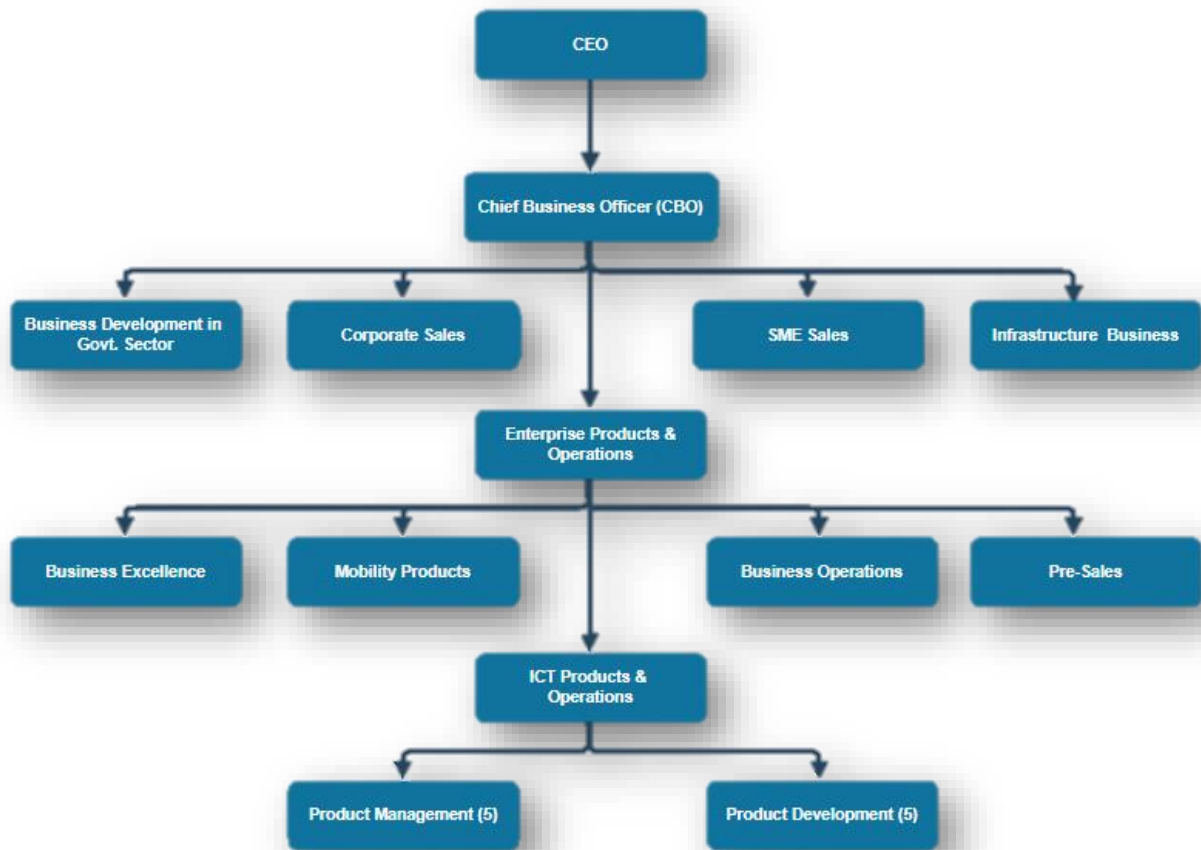 CEO
Chief Business Officer (CBO)
Business Development in
Govt. Sector
Corporate Sales
SME Sales
Infrastructure Business
Enterprise Products &
Operations
Business Excellence
Mobility Products
Business Operations
Pre-Sales
ICT Products &
Operations
Product Management (5)
Product Development (5)